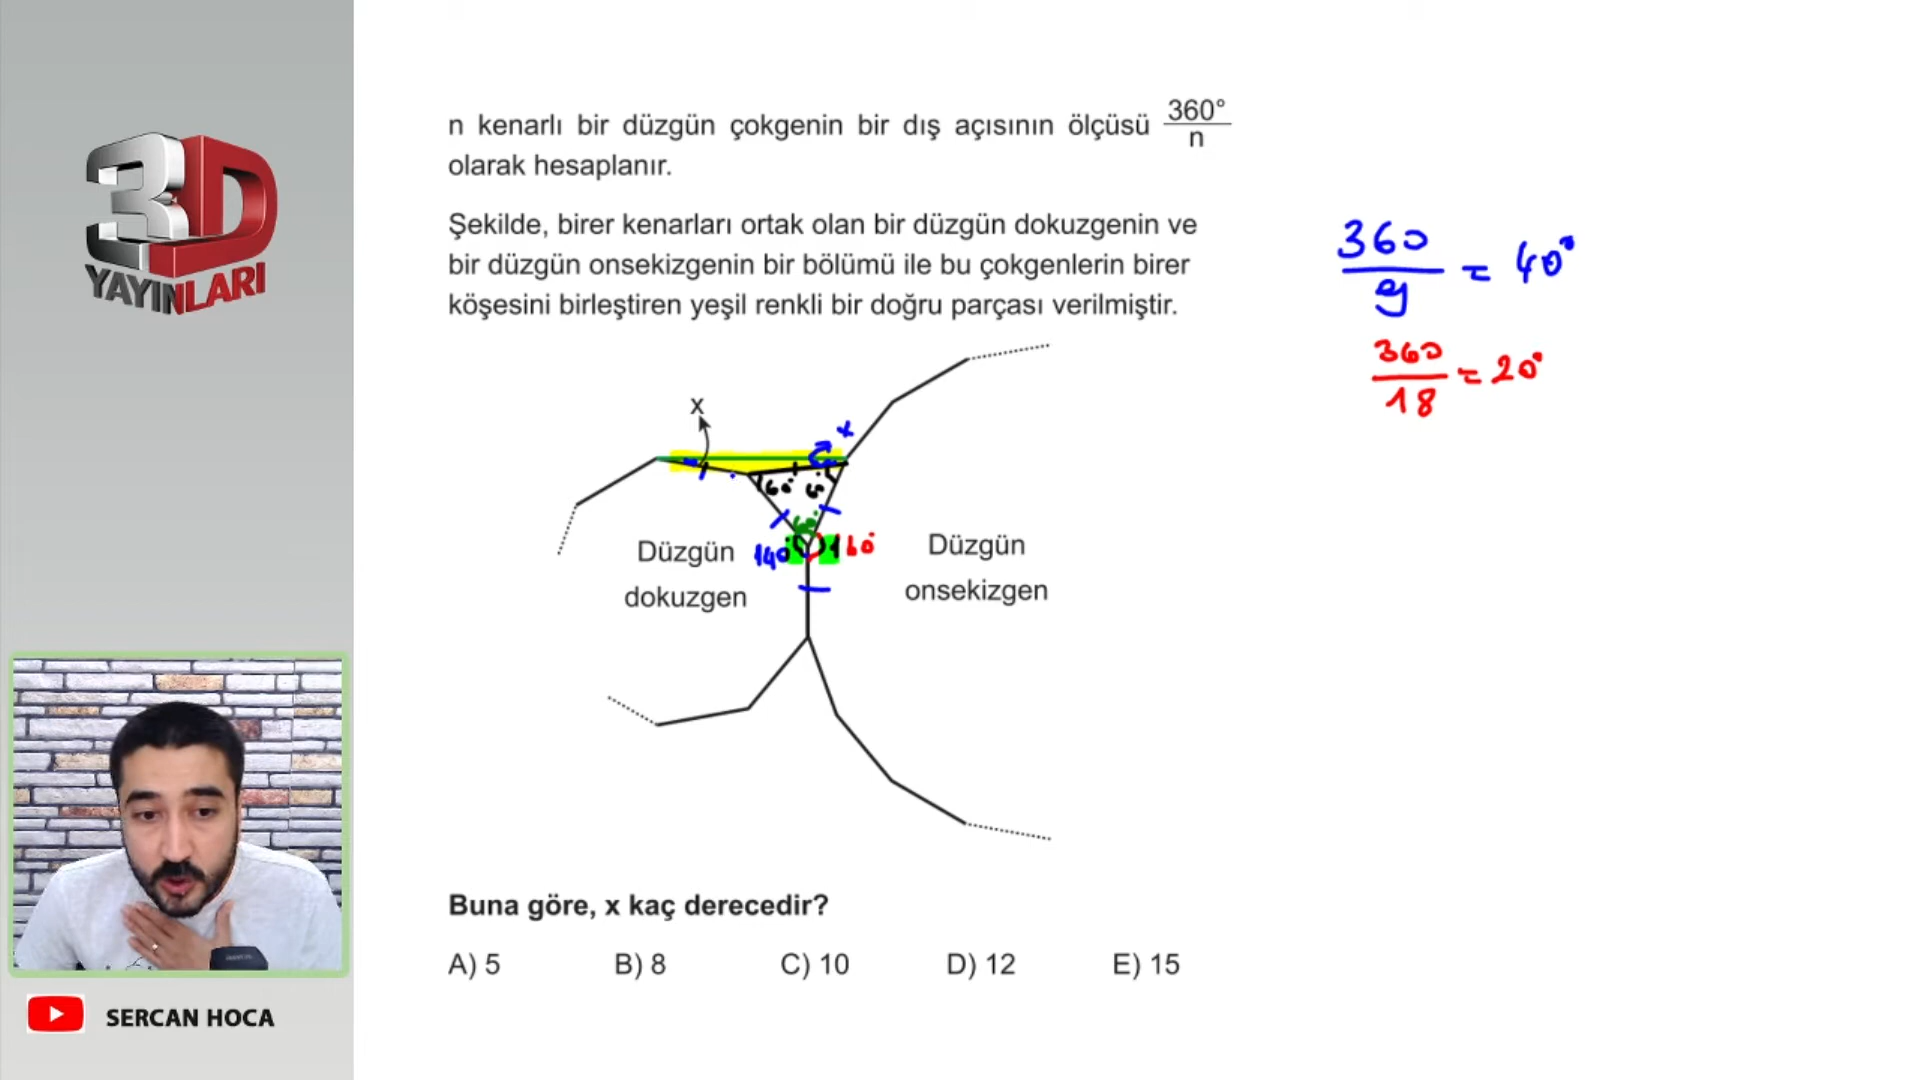 3D
YAYINLARI
n kenarlı bir düzgün çokgenin bir dış açısının ölçüsü 360°/n
olarak hesaplanır.
Şekilde, birer kenarları ortak olan bir düzgün dokuzgenin ve
bir düzgün onsekizgenin bir bölümü ile bu çokgenlerin birer
köşesini birleştiren yeşil renkli bir doğru parçası verilmiştir.
360/9 = 40°
360/18 = 20°
x
x
60°
60°
140°
160°
Düzgün
dokuzgen
Düzgün
onsekizgen
Buna göre, x kaç derecedir?
A) 5 B) 8 C) 10 D) 12 E) 15
SERCAN HOCA